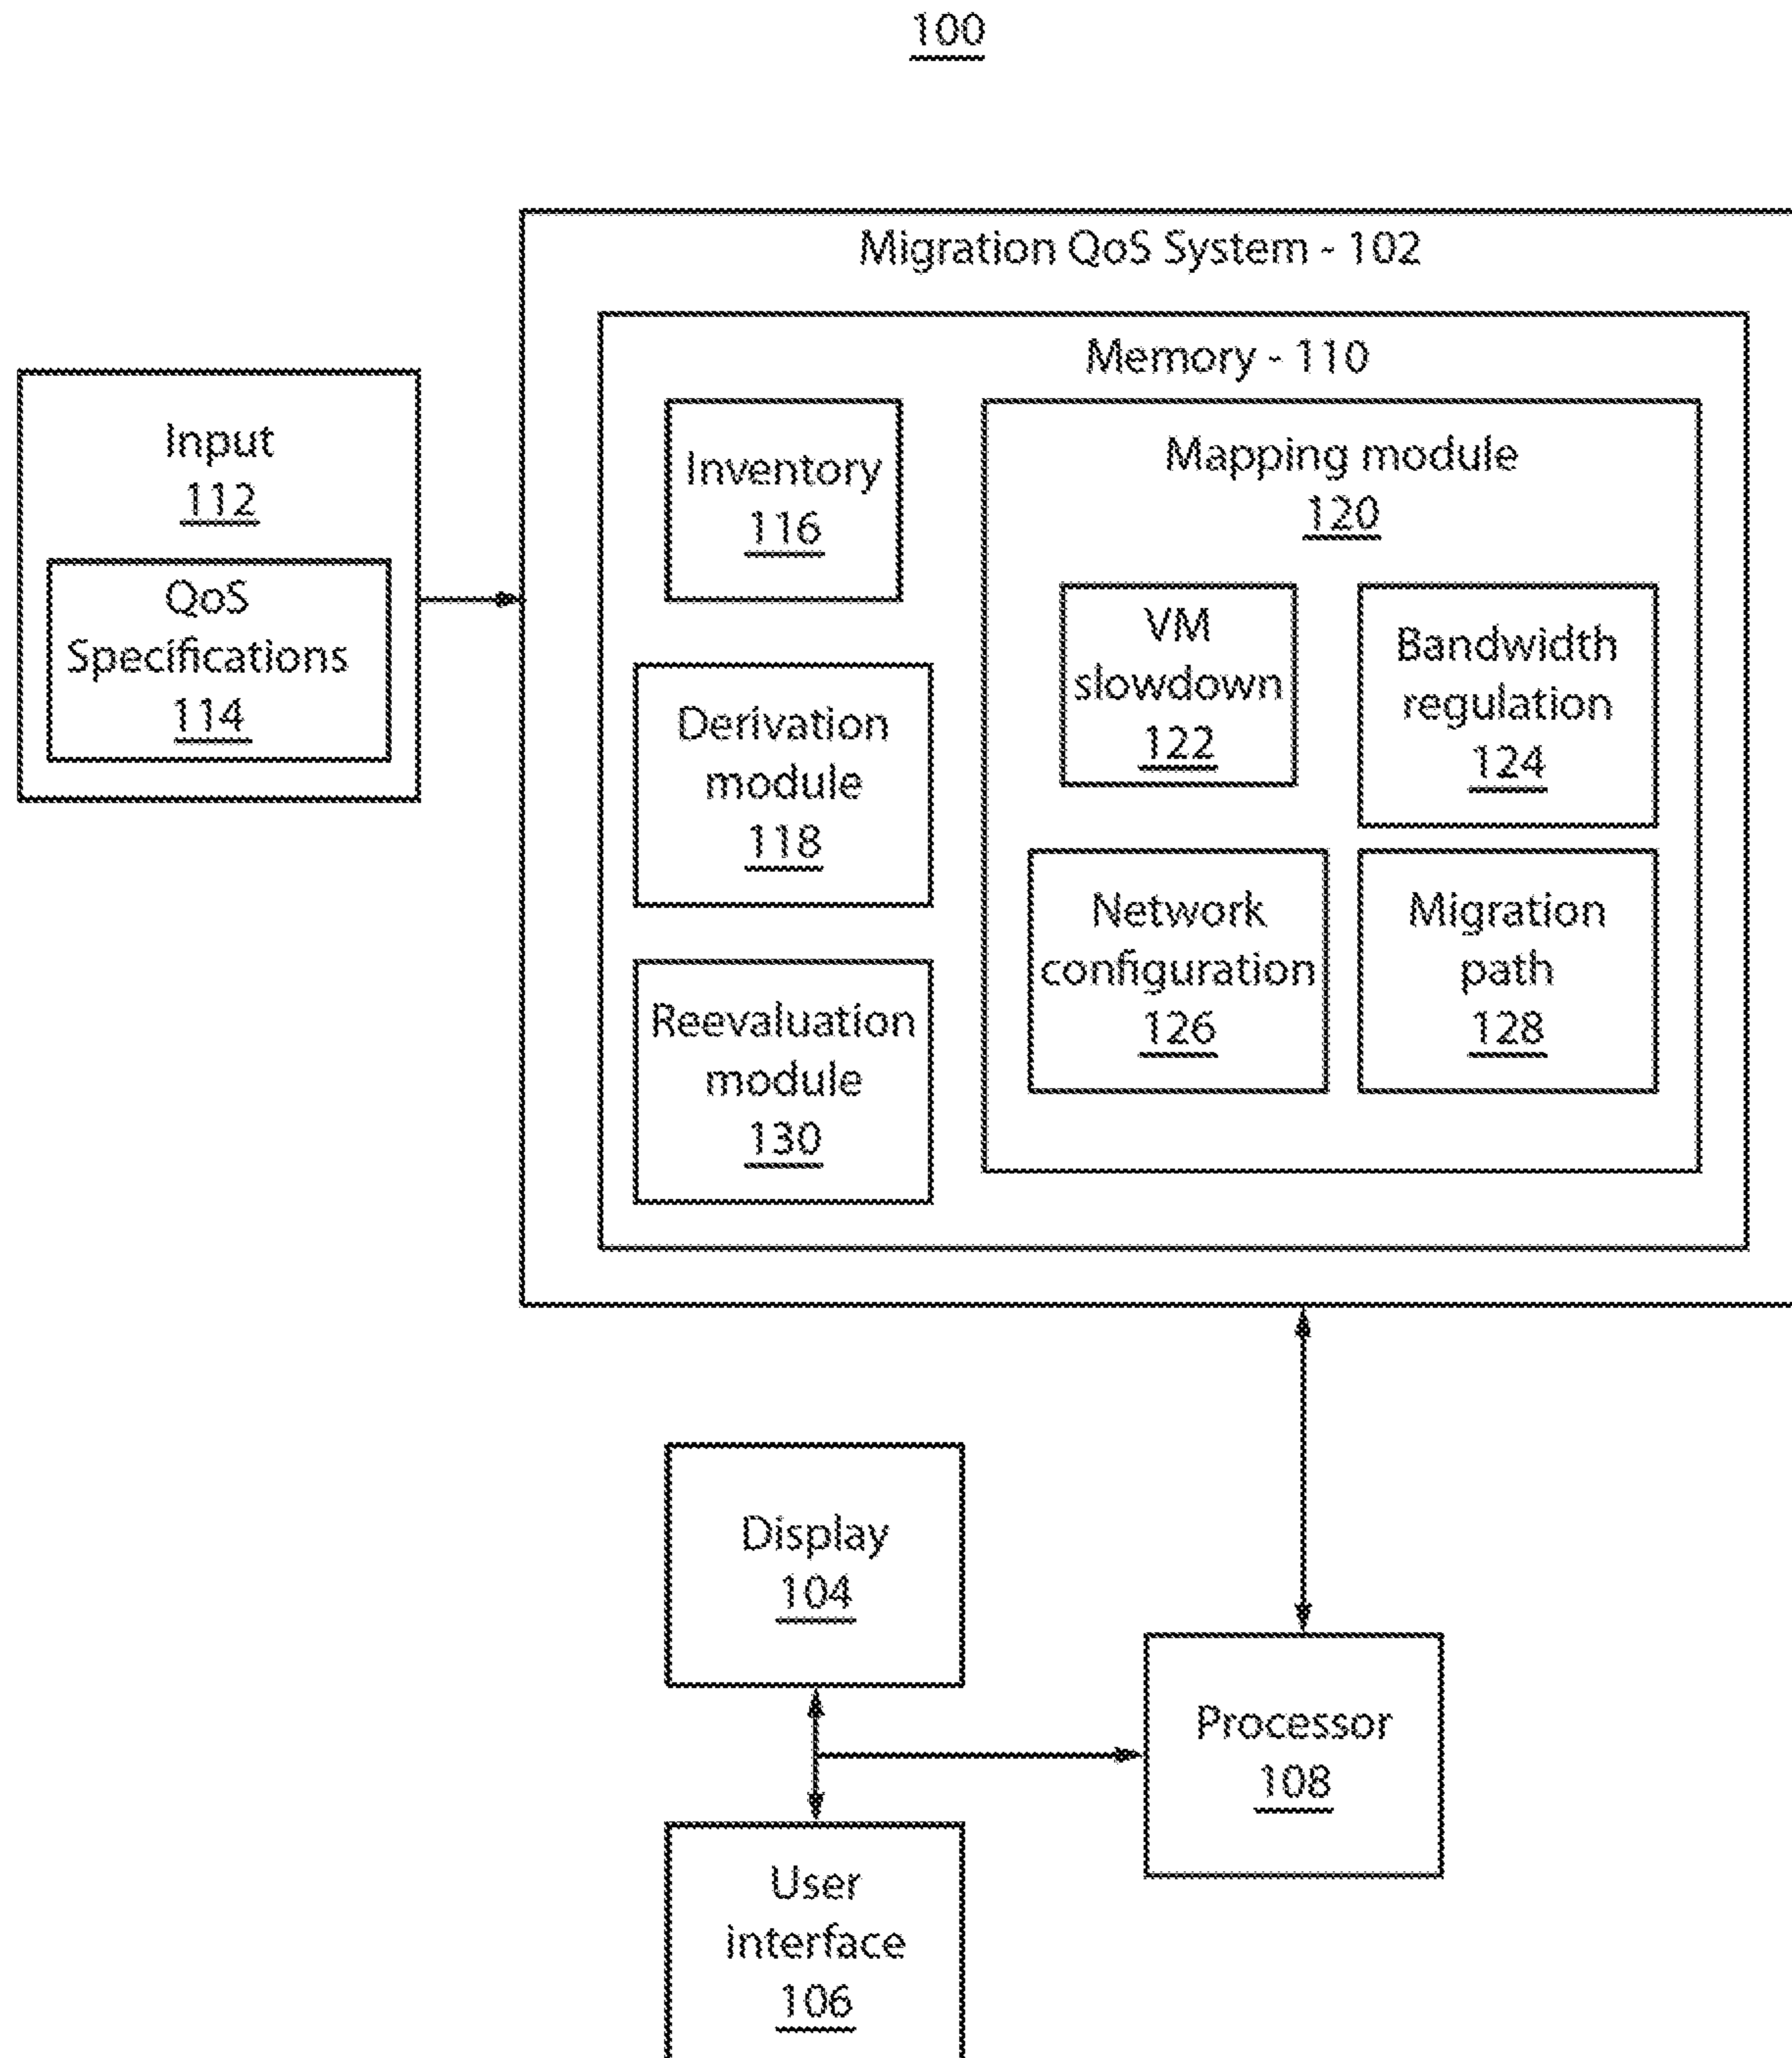 100
Migration QoS System - 102
Memory - 110
Input
112
QoS
Specifications
114
Inventory
116
Derivation
module
118
Reevaluation
module
130
Mapping module
120
VM
slowdown
122
Bandwidth
regulation
124
Network
configuration
126
Migration
path
128
Display
104
Processor
108
User
interface
106